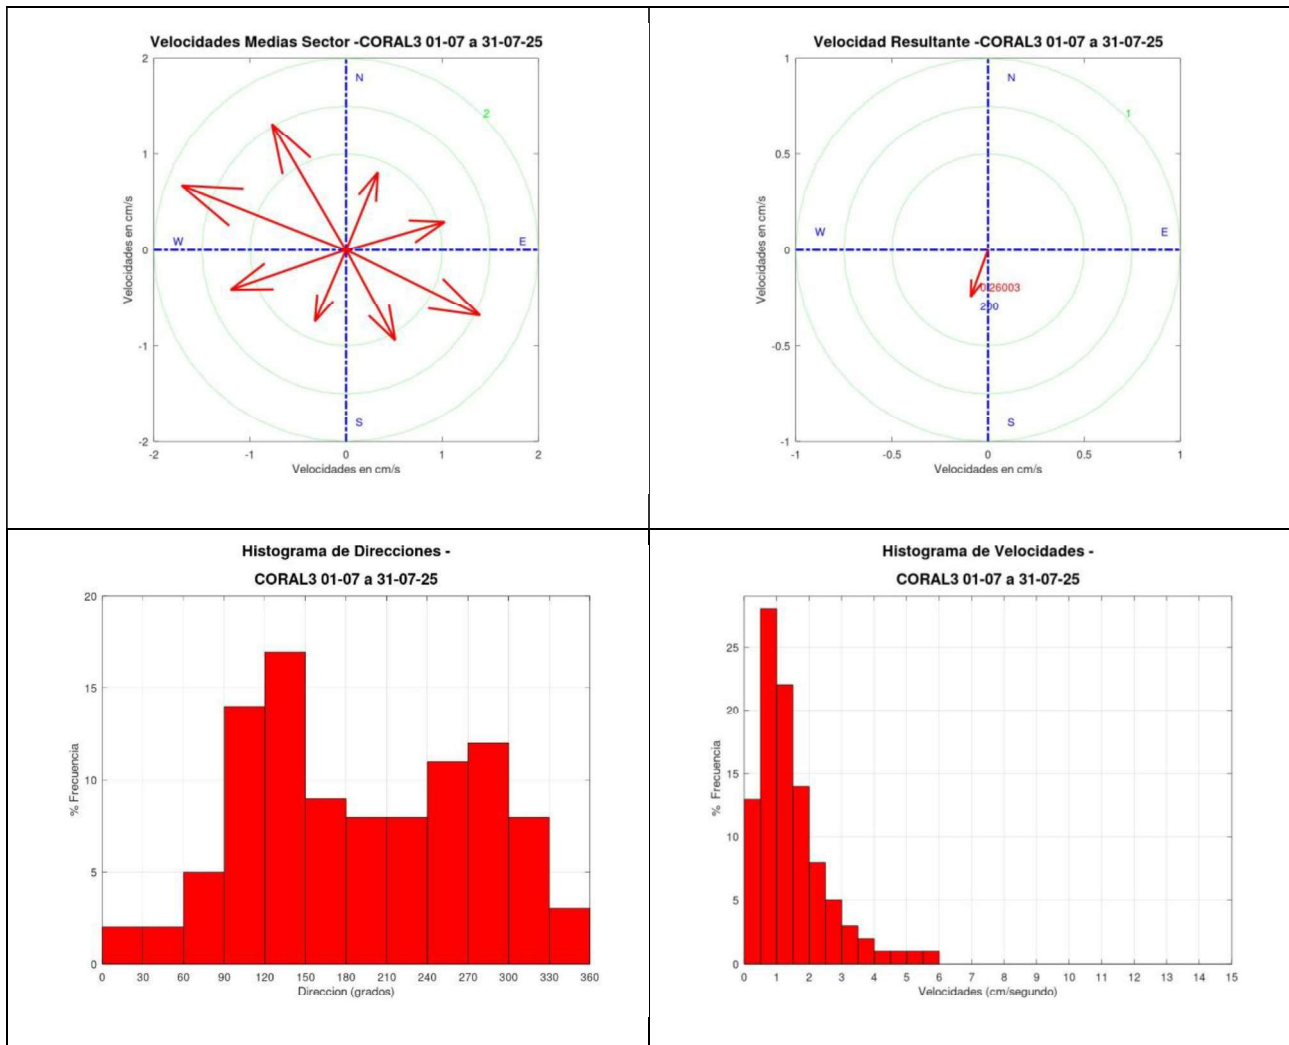 Velocidades Medias Sector -CORAL3 01-07 a 31-07-25
2
N
2
1
W
0
E
Velocidades en cm/s
-1
S
-2
-2
-1
0
1
2
Velocidades en cm/s
Velocidad Resultante -CORAL3 01-07 a 31-07-25
1
N
1
0.5
W
0
E
Velocidades en cm/s
0.26003
200
-0.5
S
-1
-1
-0.5
0
0.5
1
Velocidades en cm/s
Histograma de Direcciones -
CORAL3 01-07 a 31-07-25
20
15
10
5
0
% Frecuencia
0 30 60 90 120 150 180 210 240 270 300 330 360
Direccion (grados)
Histograma de Velocidades -
CORAL3 01-07 a 31-07-25
25
20
15
10
5
0
% Frecuencia
0 1 2 3 4 5 6 7 8 9 10 11 12 13 14 15
Velocidades (cm/segundo)